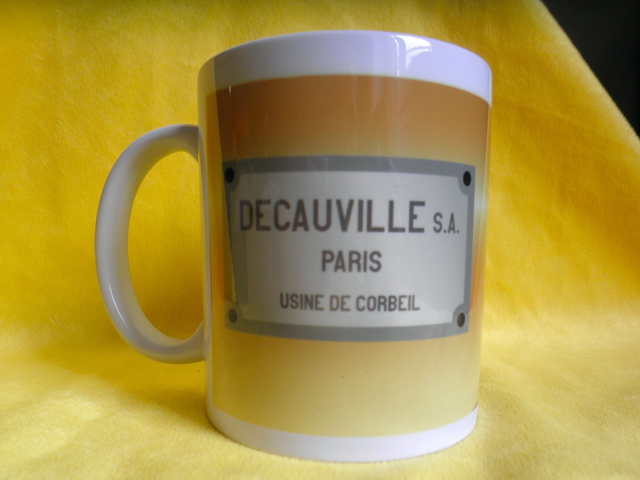 DECAUVILLE S.A.
PARIS
USINE DE CORBEIL